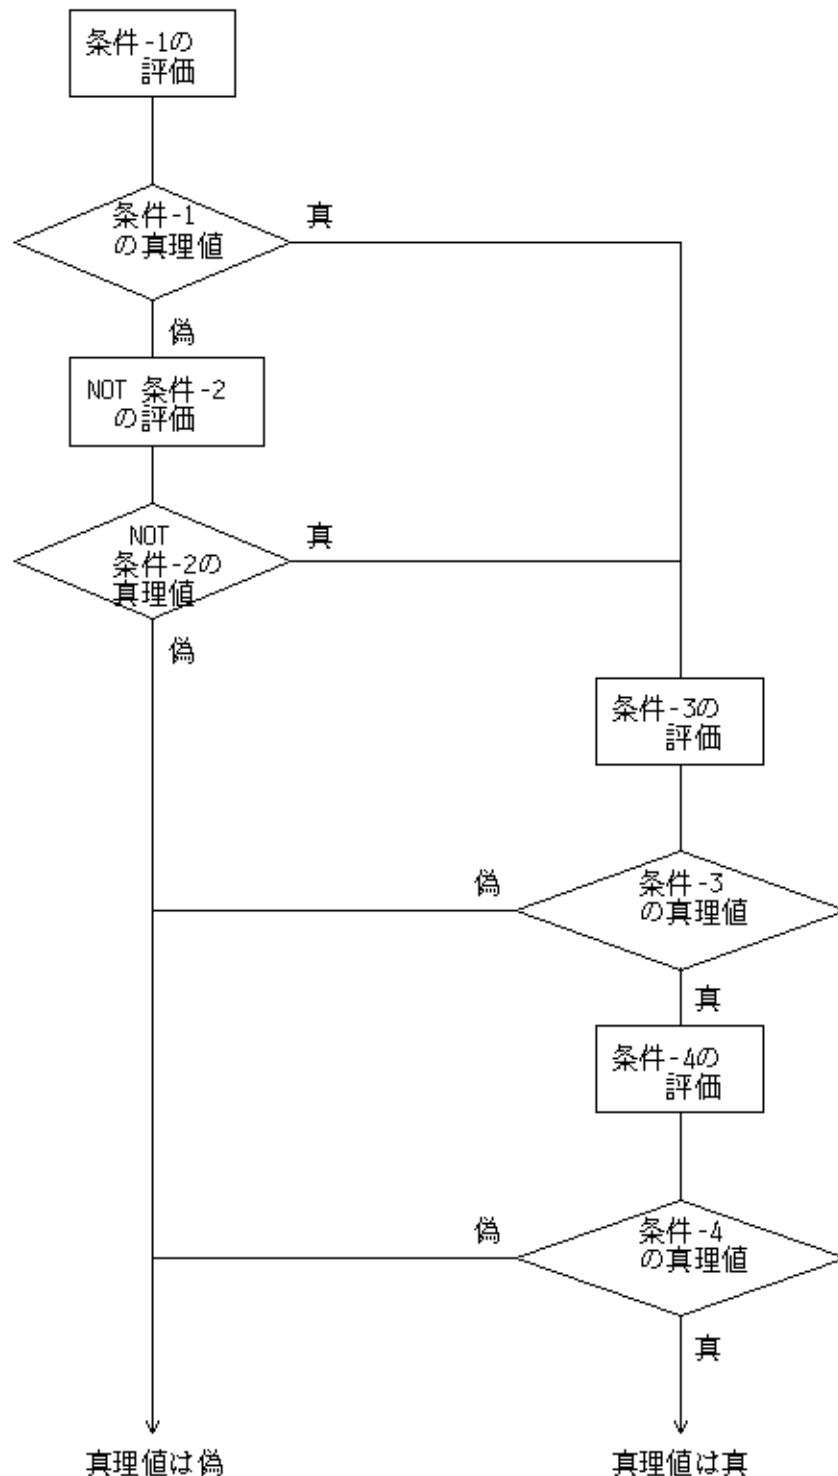 条件-1の
評価
条件-1
の真理値
真
偽
NOT 条件-2
の評価
NOT
条件-2の
真理値
真
偽
条件-3の
評価
条件-3
の真理値
偽
真
条件-4の
評価
条件-4
の真理値
偽
真
真理値は偽
真理値は真